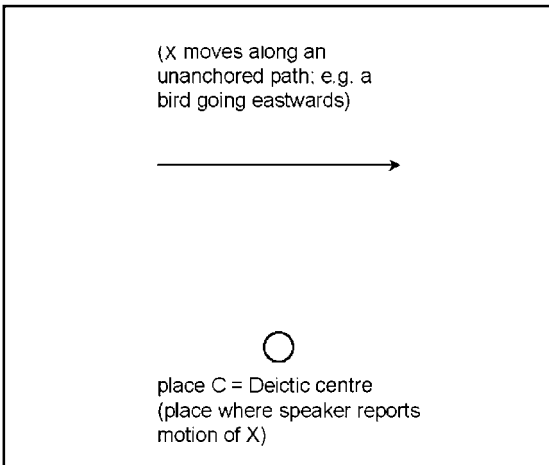 (X moves along an
unanchored path; e.g. a
bird going eastwards)
place C = Deictic centre
(place where speaker reports
motion of X)